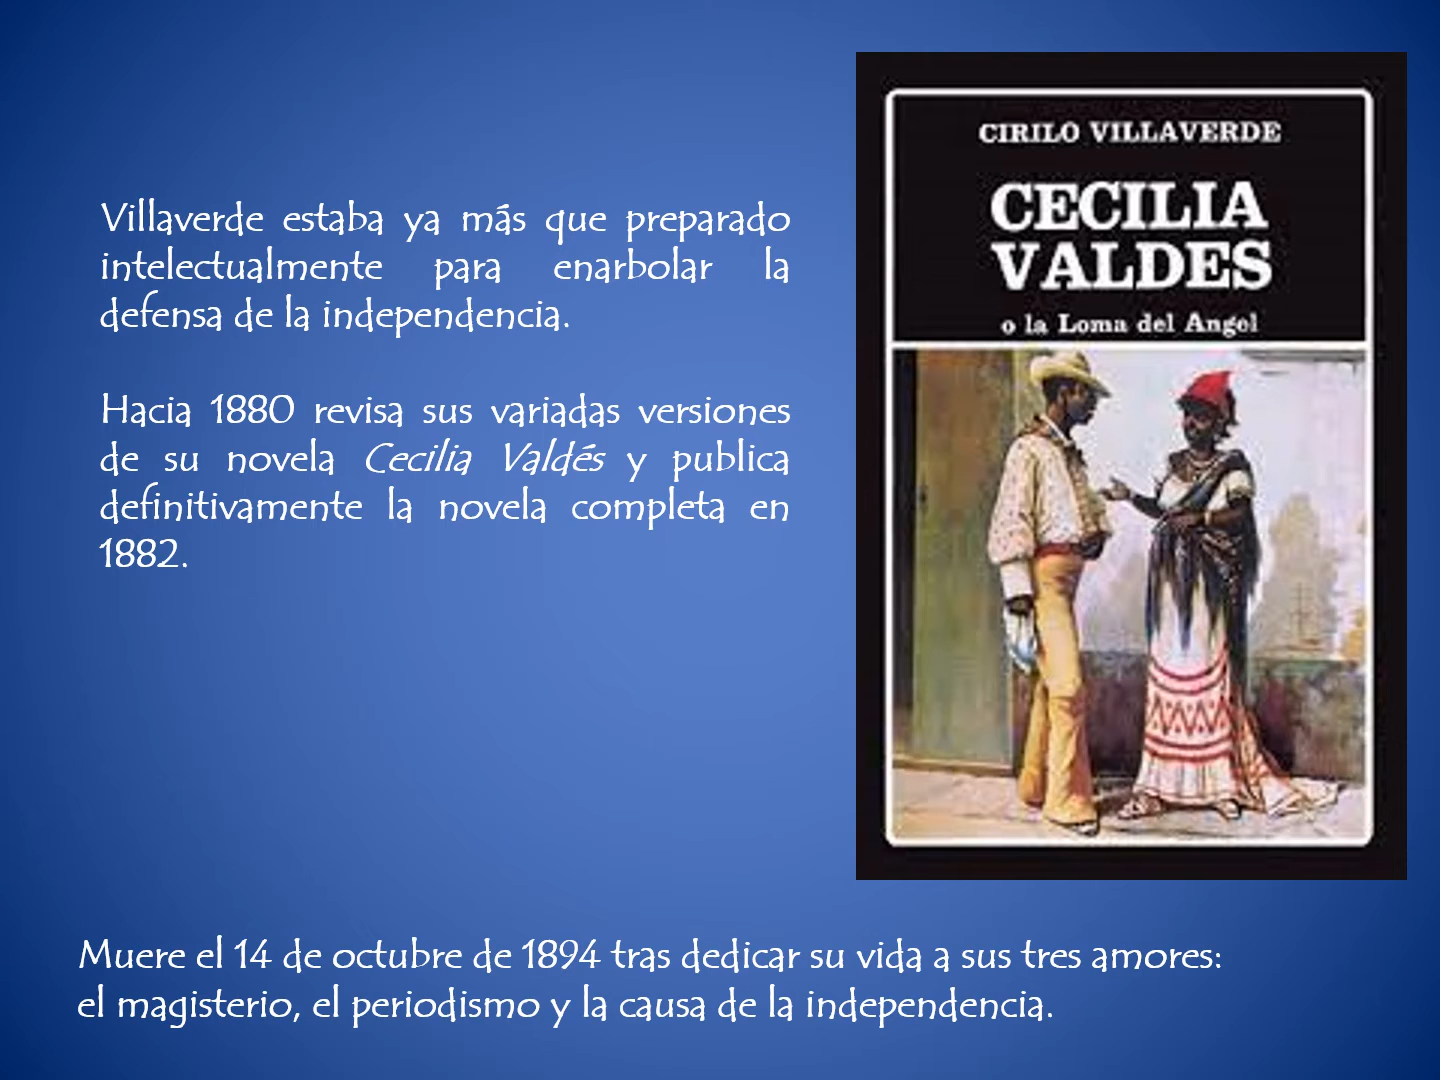 Villaverde estaba ya más que preparado
intelectualmente para enarbolar la
defensa de la independencia.
Hacia 1880 revisa sus variadas versiones
de su novela Cecilia Valdés y publica
definitivamente la novela completa en
1882.
CIRILO VILLAVERDE
CECILIA
VALDES
o la Loma del Angel
Muere el 14 de octubre de 1894 tras dedicar su vida a sus tres amores:
el magisterio, el periodismo y la causa de la independencia.